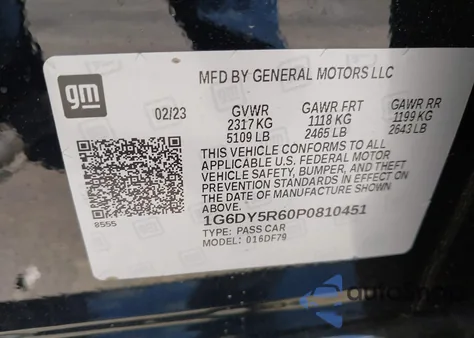 gm
MFD BY GENERAL MOTORS LLC
02/23 GVWR GAWR FRT GAWR RR
2317 KG 1118 KG 1199 KG
5109 LB 2465 LB 2643 LB
THIS VEHICLE CONFORMS TO ALL
APPLICABLE U.S. FEDERAL MOTOR
VEHICLE SAFETY, BUMPER, AND THEFT
PREVENTION STANDARDS IN EFFECT ON
THE DATE OF MANUFACTURE SHOWN
ABOVE.
8555
1G6DY5R60P0810451
TYPE: PASS CAR
MODEL: 016DF79